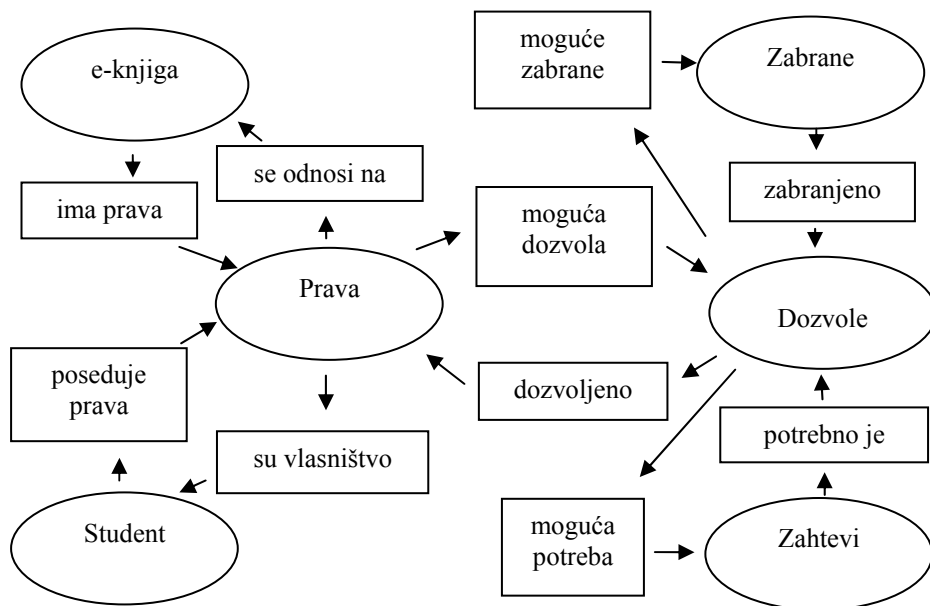 e-knjiga
moguće
zabrane
Zabrane
se odnosi na
ima prava
moguća
dozvola
zabranjeno
Prava
Dozvole
poseduje
prava
dozvoljeno
su vlasništvo
potrebno je
Student
moguća
potreba
Zahtevi